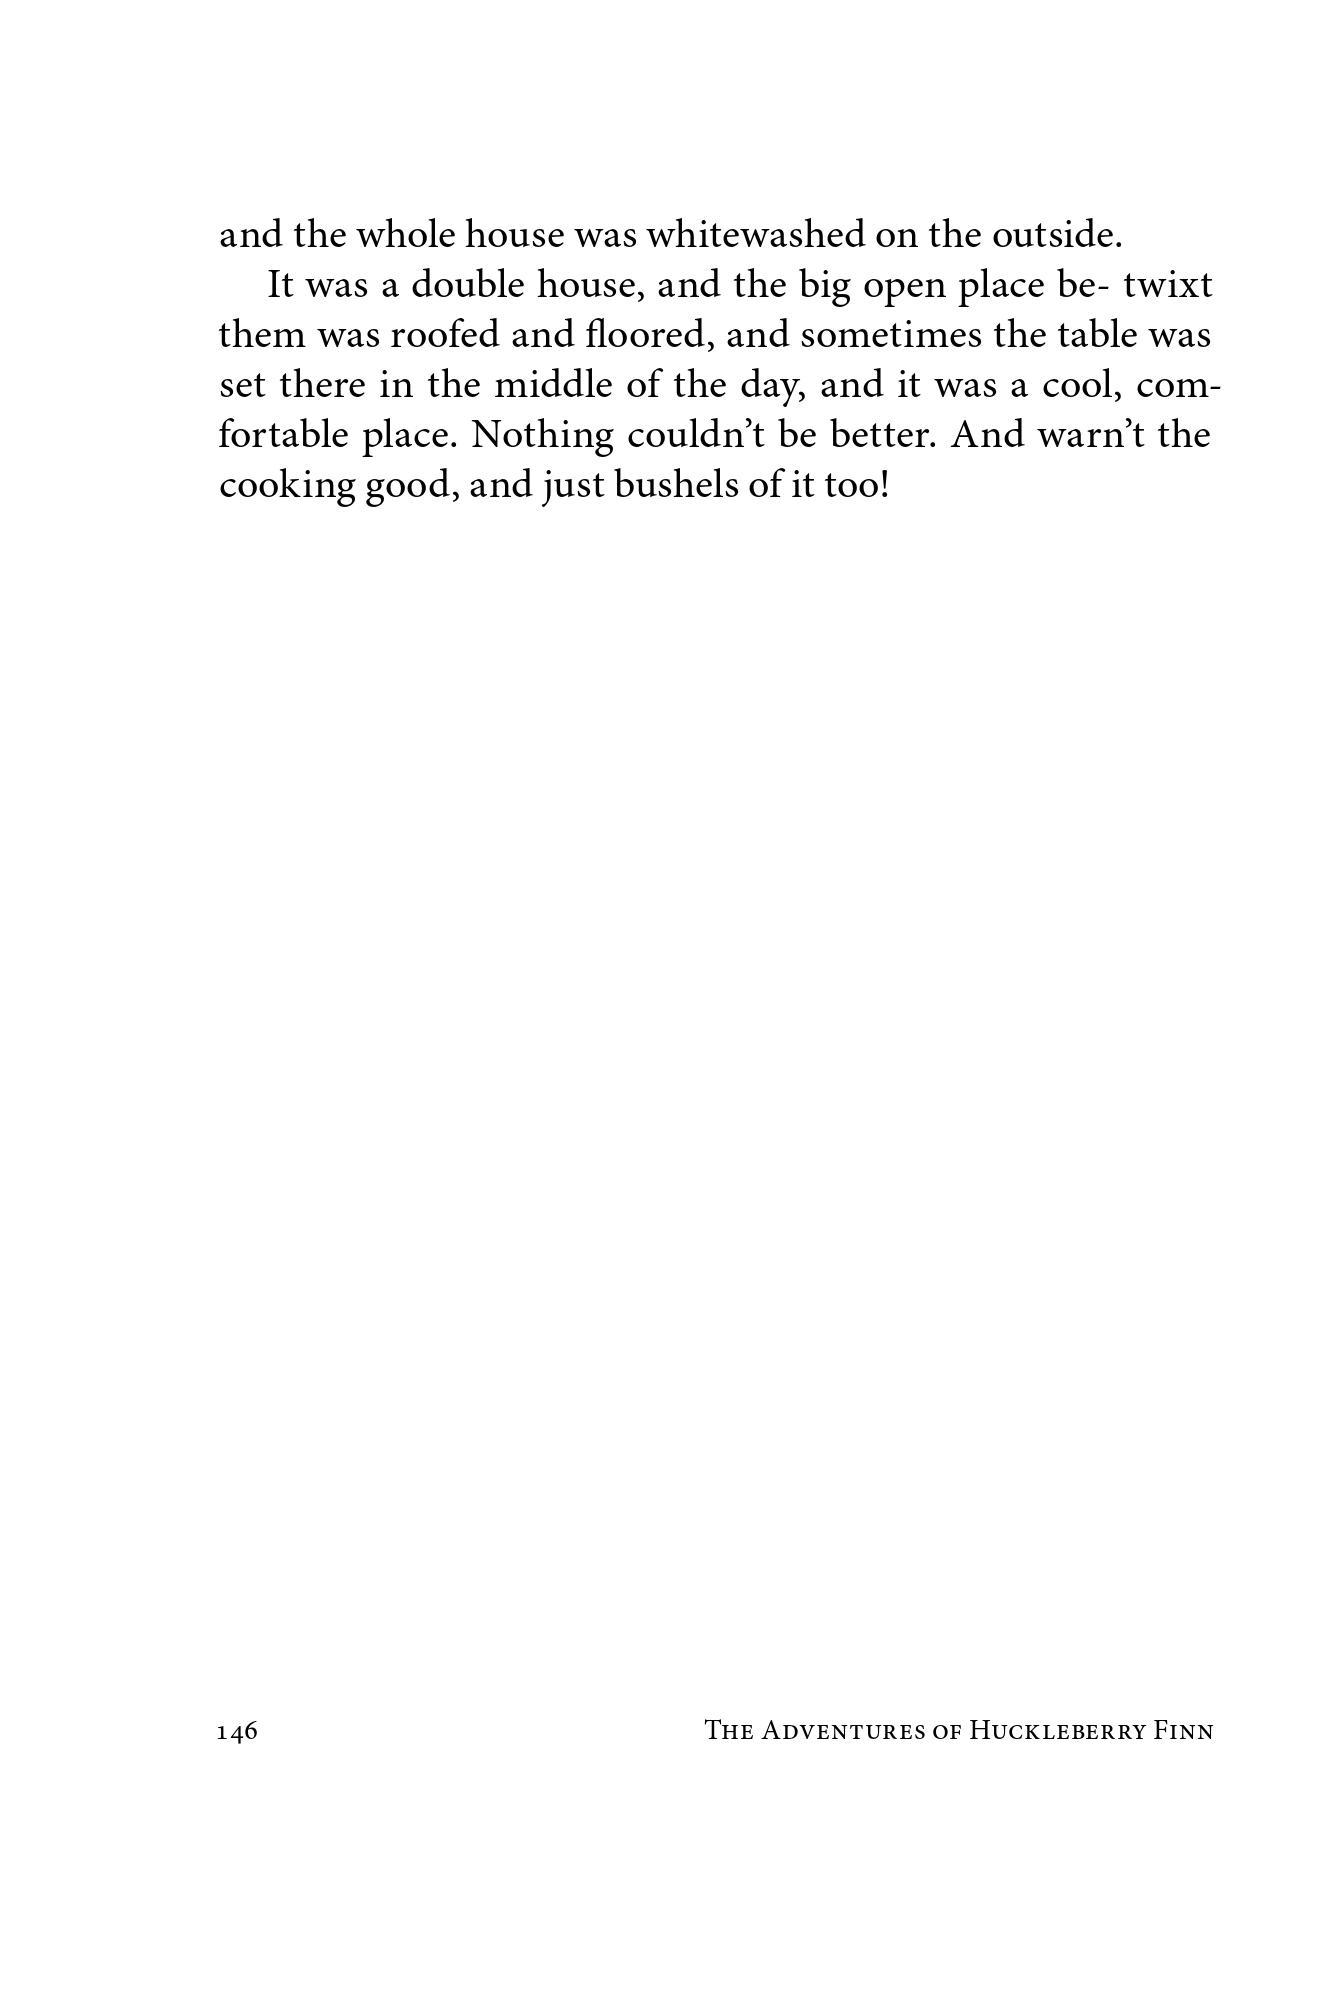 and the whole house was whitewashed on the outside.
It was a double house, and the big open place be- twixt
them was roofed and floored, and sometimes the table was
set there in the middle of the day, and it was a cool, com-
fortable place. Nothing couldn’t be better. And warn’t the
cooking good, and just bushels of it too!
146 The Adventures of Huckleberry Finn